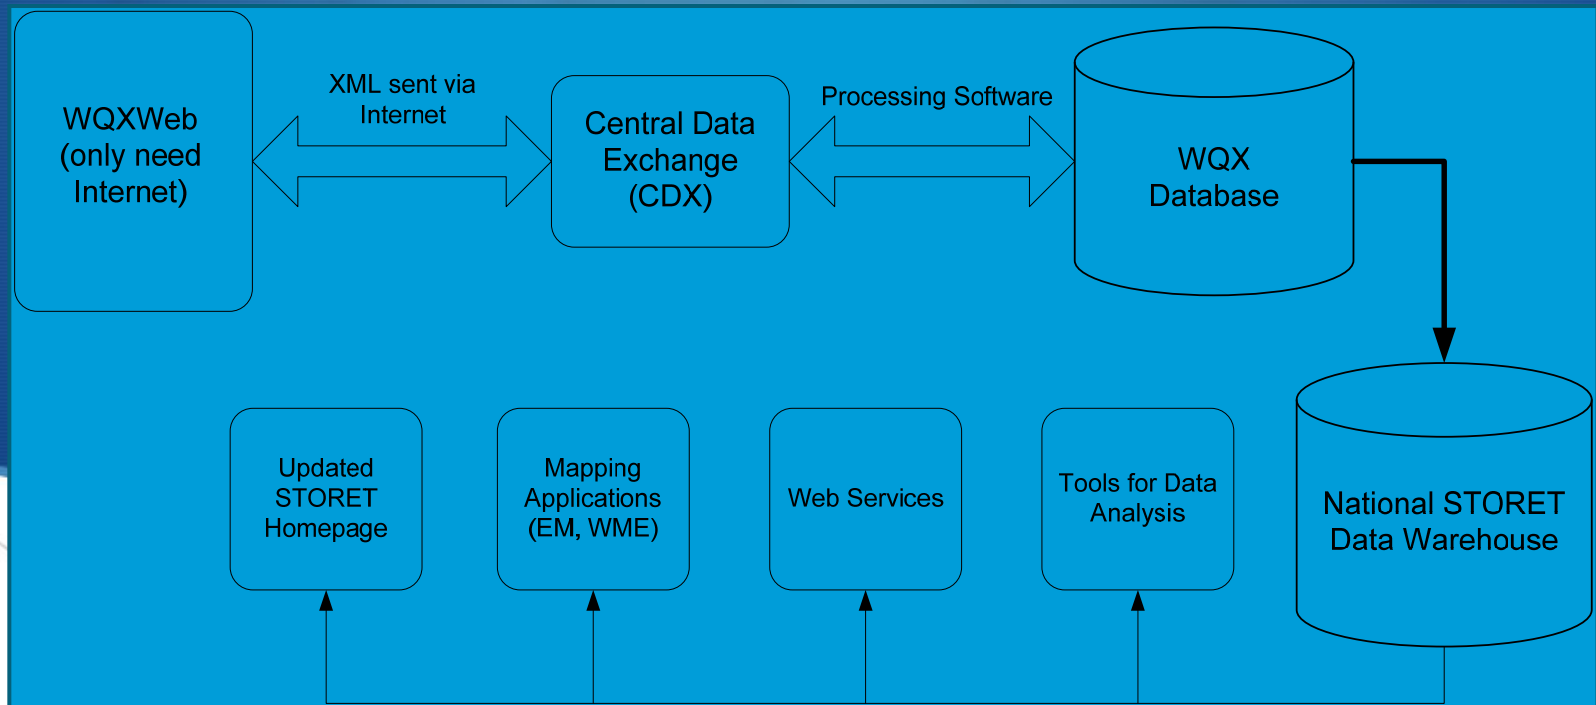 WQXWeb
(only need
Internet)
XML sent via
Internet
Central Data
Exchange
(CDX)
Processing Software
WQX
Database
Updated
STORET
Homepage
Mapping
Applications
(EM, WME)
Web Services
Tools for Data
Analysis
National STORET
Data Warehouse